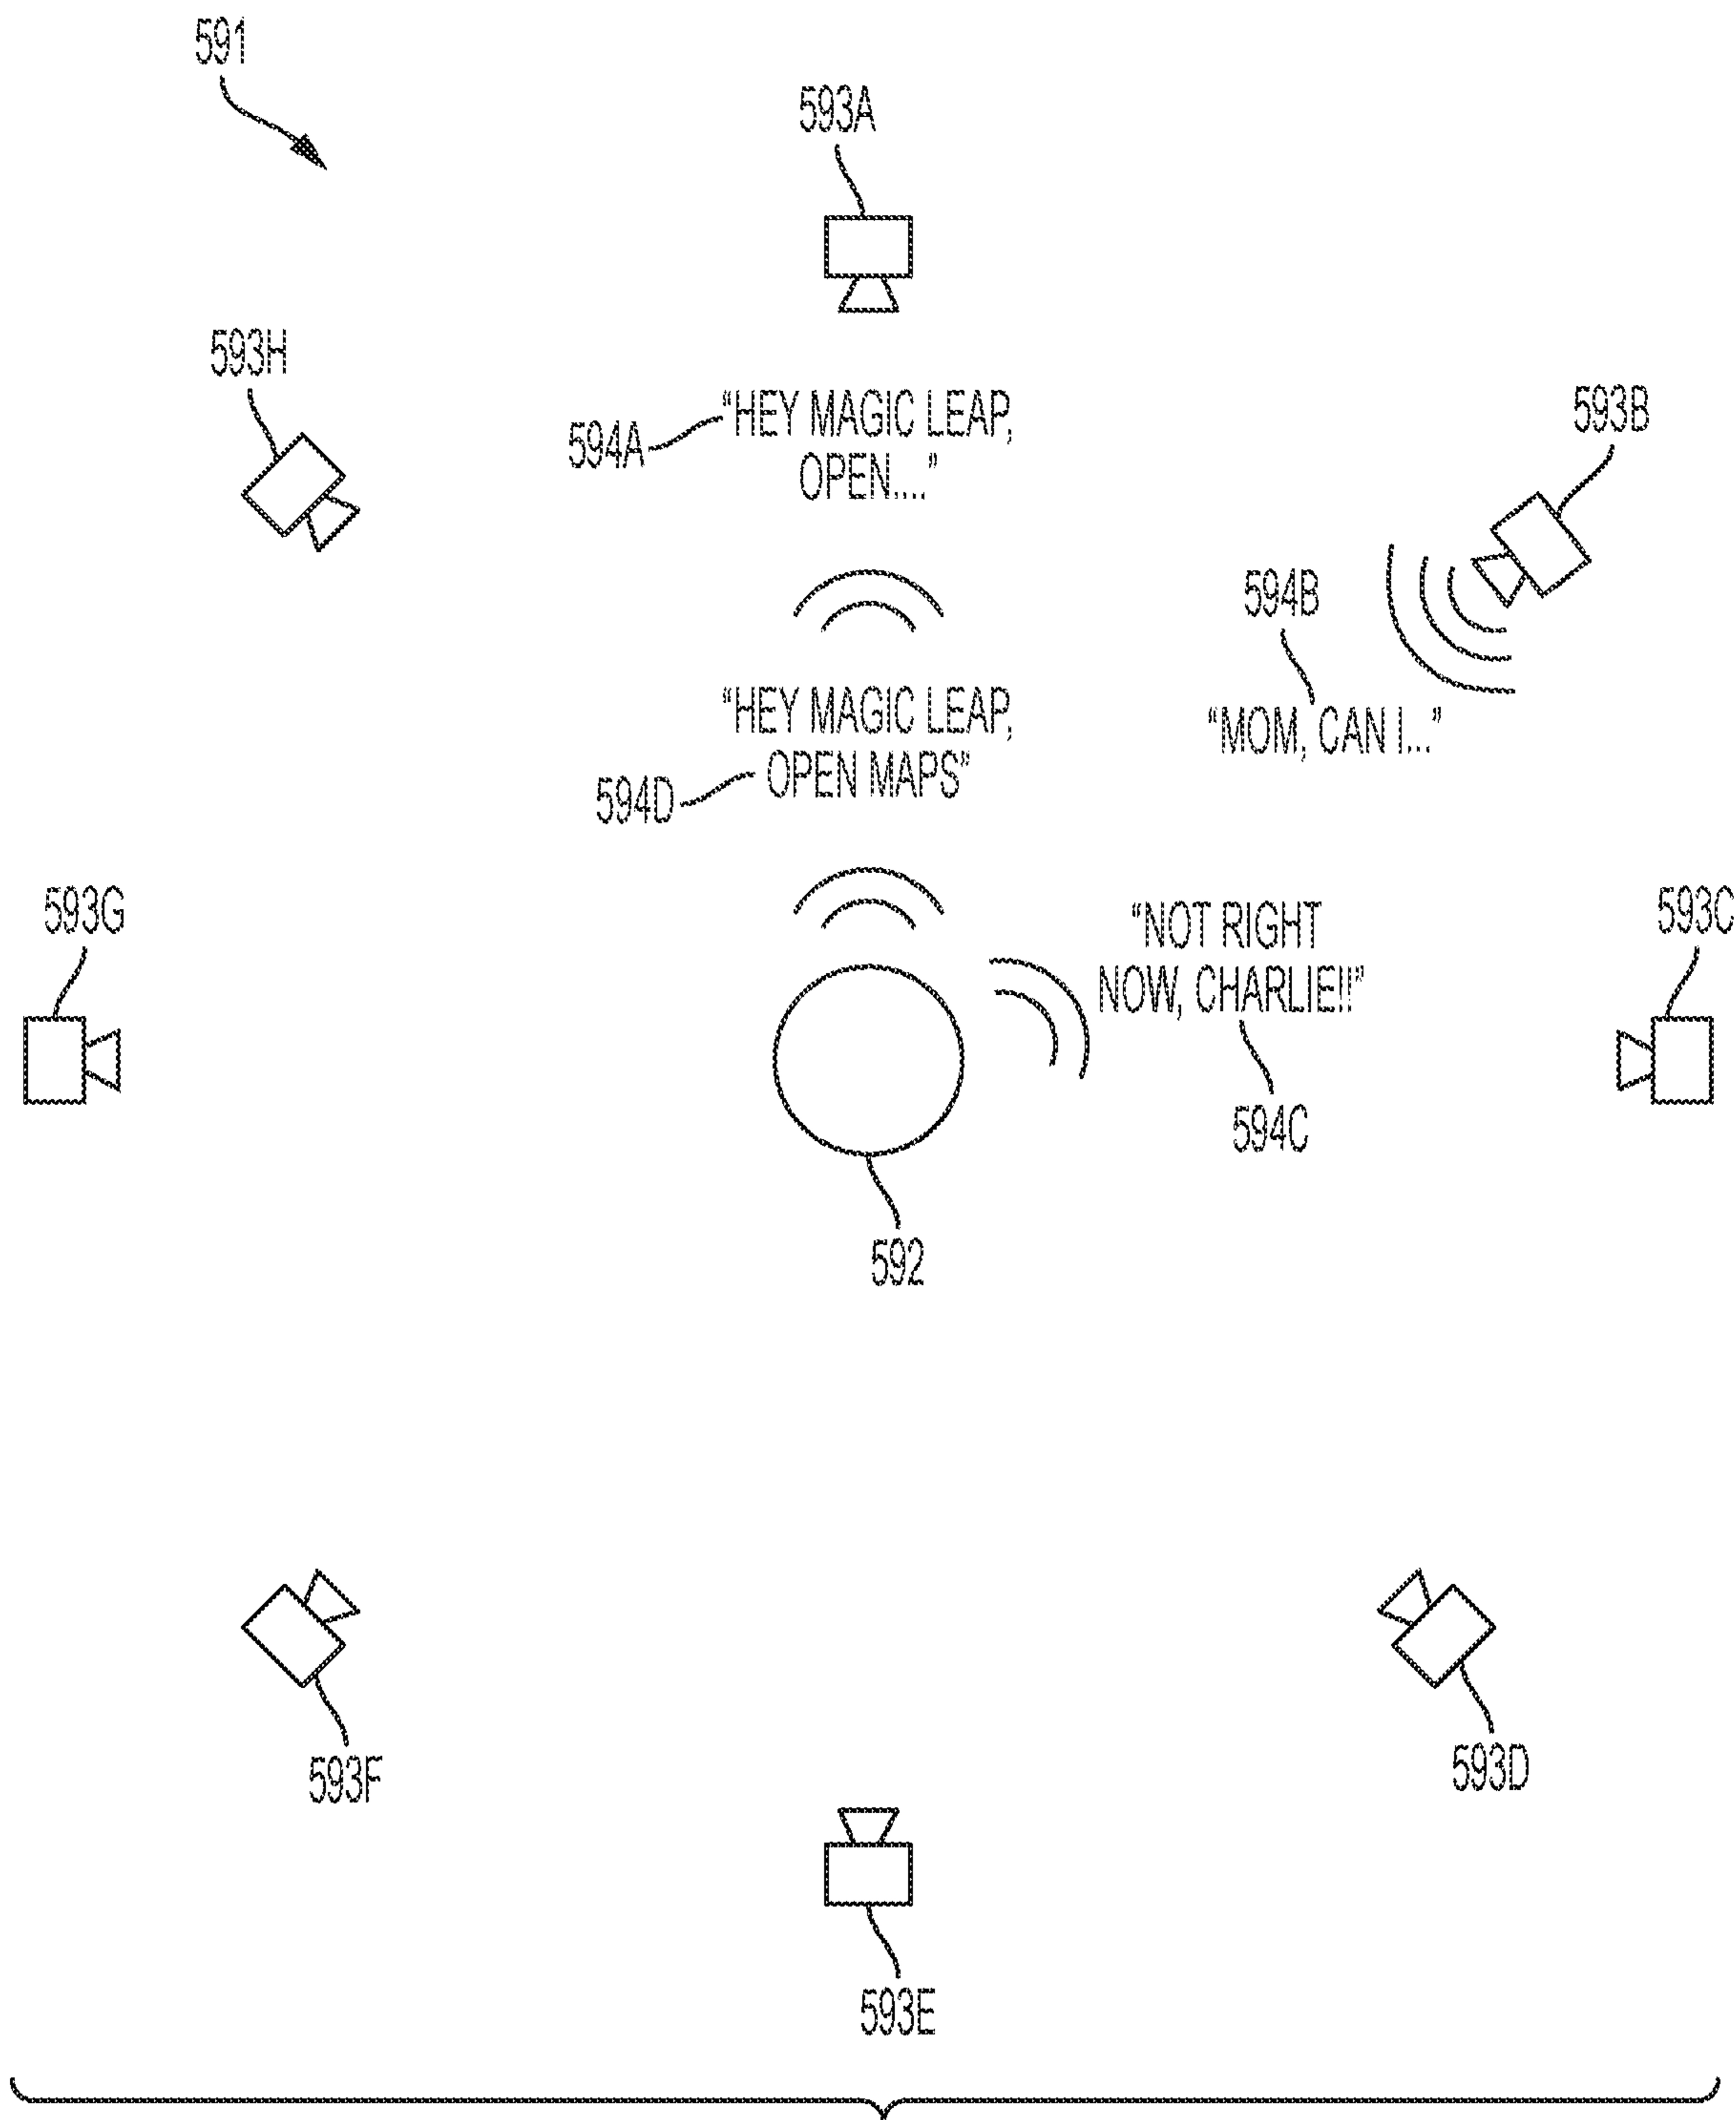 591
593A
593H
"HEY MAGIC LEAP,
OPEN...."
594A
593B
594B
"MOM, CAN I..."
"HEY MAGIC LEAP,
OPEN MAPS"
594D
593G
"NOT RIGHT
NOW, CHARLIE!!"
593C
594C
592
593F
593D
593E